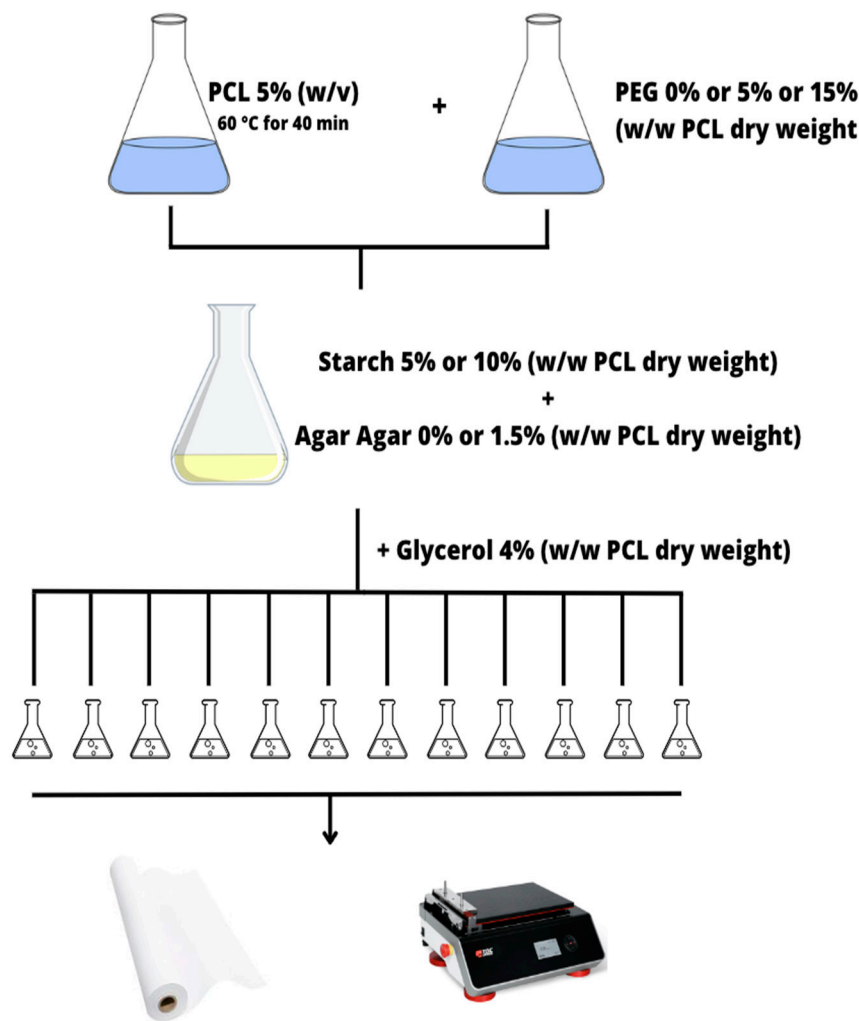 PCL 5% (w/v)
60 °C for 40 min
+
PEG 0% or 5% or 15%
(w/w PCL dry weight
Starch 5% or 10% (w/w PCL dry weight)
+
Agar Agar 0% or 1.5% (w/w PCL dry weight)
+ Glycerol 4% (w/w PCL dry weight)